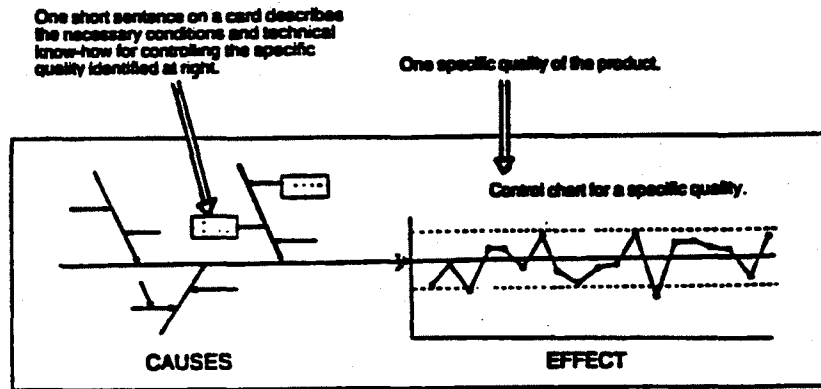 One short sentence on a card describes
the necessary conditions and technical
know-how for controlling the specific
quality identified at right.
One specific quality of the product.
Control chart for a specific quality.
CAUSES
EFFECT